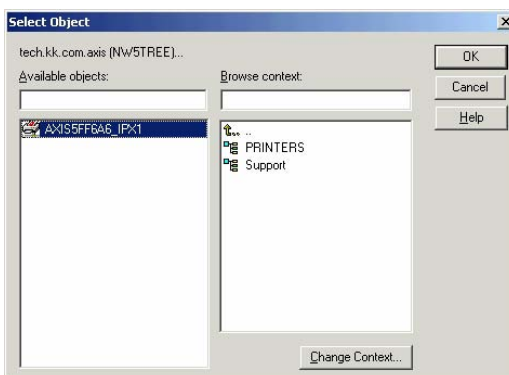 Select Object
tech.kk.com.axis (NW5TREE)...
Available objects:
Browse context:
OK
Cancel
Help
AXIS5FF6A6_IPX1
..
PRINTERS
Support
Change Context...